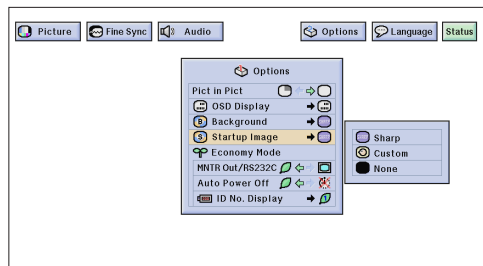 Picture
Fine Sync
Audio
Options
Language
Status
Options
Pict in Pict
OSD Display
B Background
S Startup Image
Economy Mode
MNTR Out/RS232C
Auto Power Off
ID No. Display 1
Sharp
Custom
None